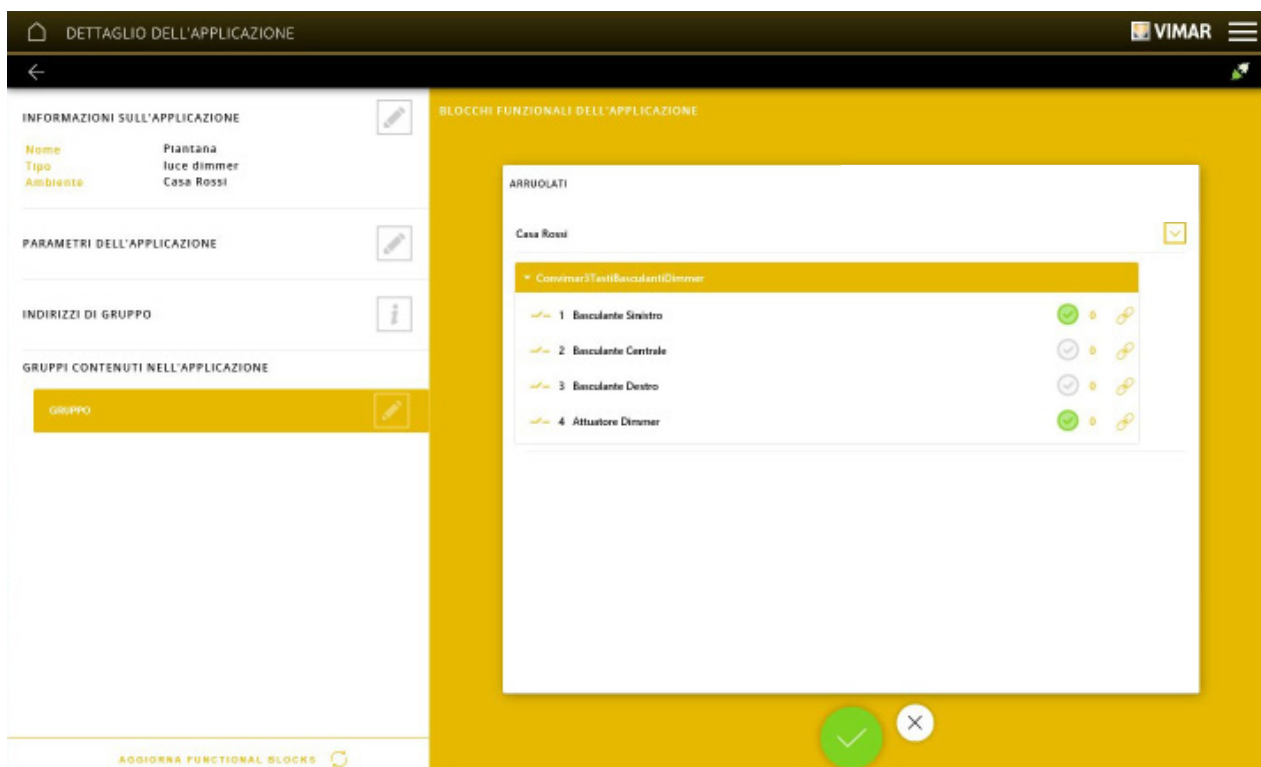 DETTAGLIO DELL'APPLICAZIONE
VIMAR
INFORMAZIONI SULL'APPLICAZIONE
Nome Piantana
Tipo luce dimmer
Ambiente Casa Rossi
PARAMETRI DELL'APPLICAZIONE
INDIRIZZI DI GRUPPO
i
GRUPPI CONTENUTI NELL'APPLICAZIONE
GRUPPO
AGGIORNA FUNCTIONAL BLOCKS
BLOCCHI FUNZIONALI DELL'APPLICAZIONE
ARRUOLATI
Casa Rossi
Convimar3TastiBasculantiDimmer
1 Basculante Sinistro 0
2 Basculante Centrale 0
3 Basculante Destro 0
4 Attuatore Dimmer 0